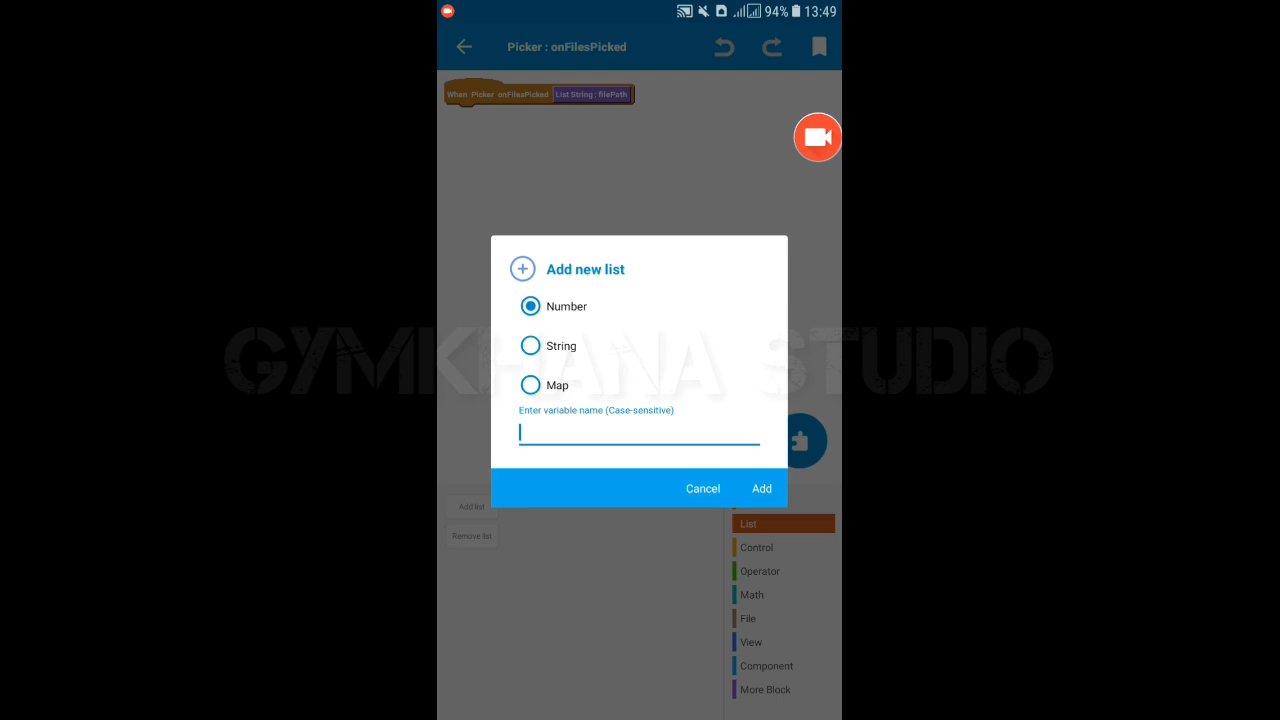 94% 13:49
Picker : onFilesPicked
When Picker onFilesPicked List String : filePath
Add new list
Number
String
Map
Enter variable name (Case-sensitive)
Cancel Add
GYMKHANA STUDIO
Add list
Remove list
List
Control
Operator
Math
File
View
Component
More Block